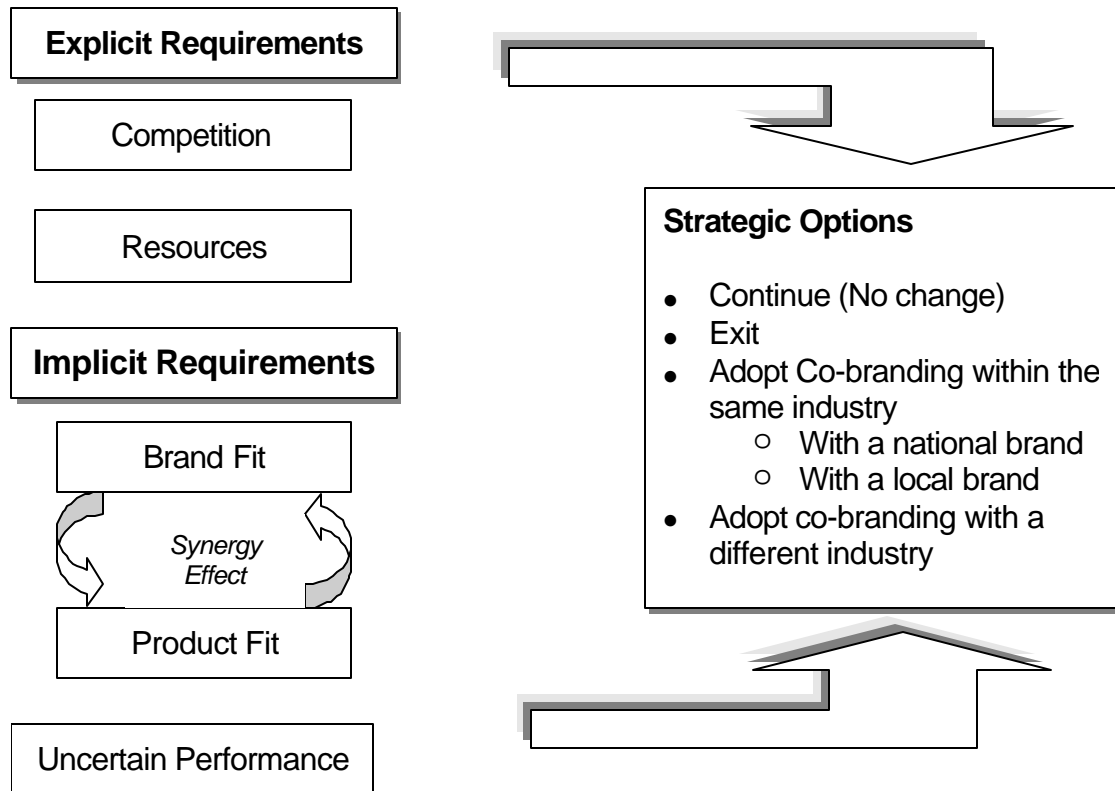 Explicit Requirements
Competition
Resources
Implicit Requirements
Brand Fit
Synergy
Effect
Product Fit
Uncertain Performance
Strategic Options
● Continue (No change)
● Exit
● Adopt Co-branding within the
same industry
○ With a national brand
○ With a local brand
● Adopt co-branding with a
different industry